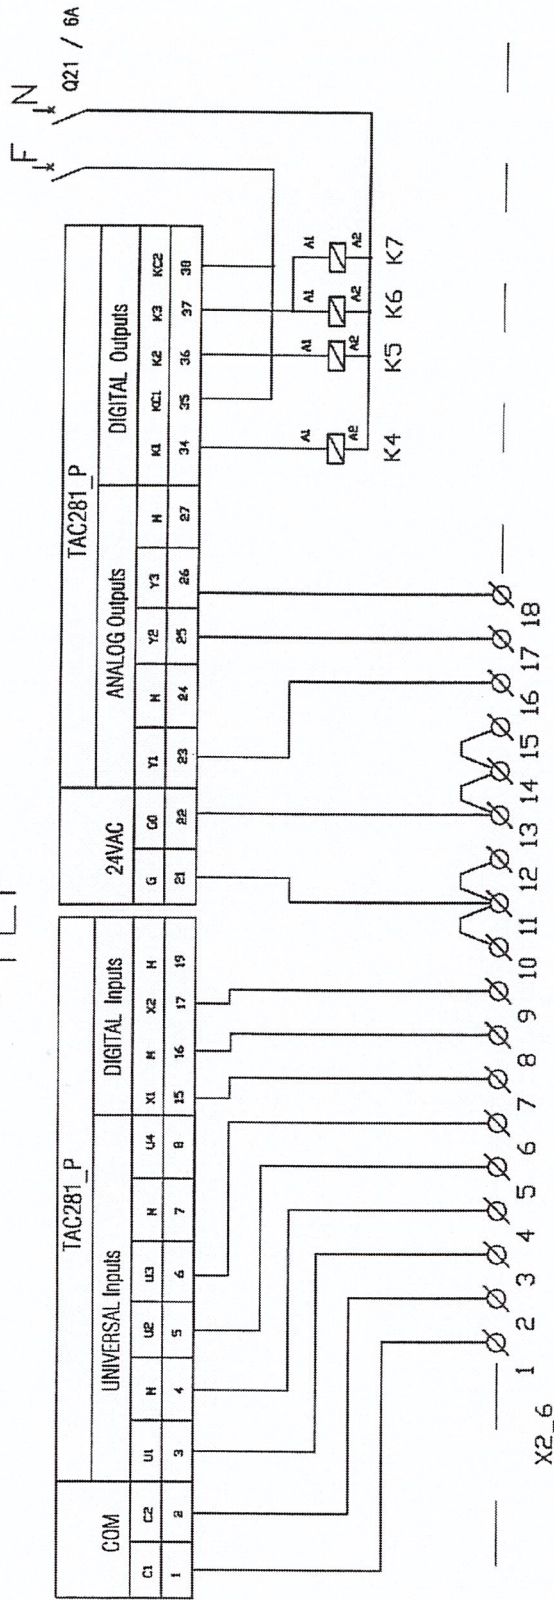 TAC281_P
COM
UNIVERSAL Inputs
DIGITAL Inputs
C1 C2 U1 M U2 U3 M U4 X1 M X2 M
1 2 3 4 5 6 7 8 15 16 17 19
TAC281_P
24VAC
ANALOG Outputs
DIGITAL Outputs
G G0 Y1 M Y2 Y3 M K1 KC1 K2 K3 KC2
21 22 23 24 25 26 27 34 35 36 37 38
F N
Q21 / 6A
A1 A1 A1 A1
A2 A2 A2 A2
K4 K5 K6 K7
X2_6
1 2 3 4 5 6 7 8 9 10 11 12 13 14 15 16 17 18